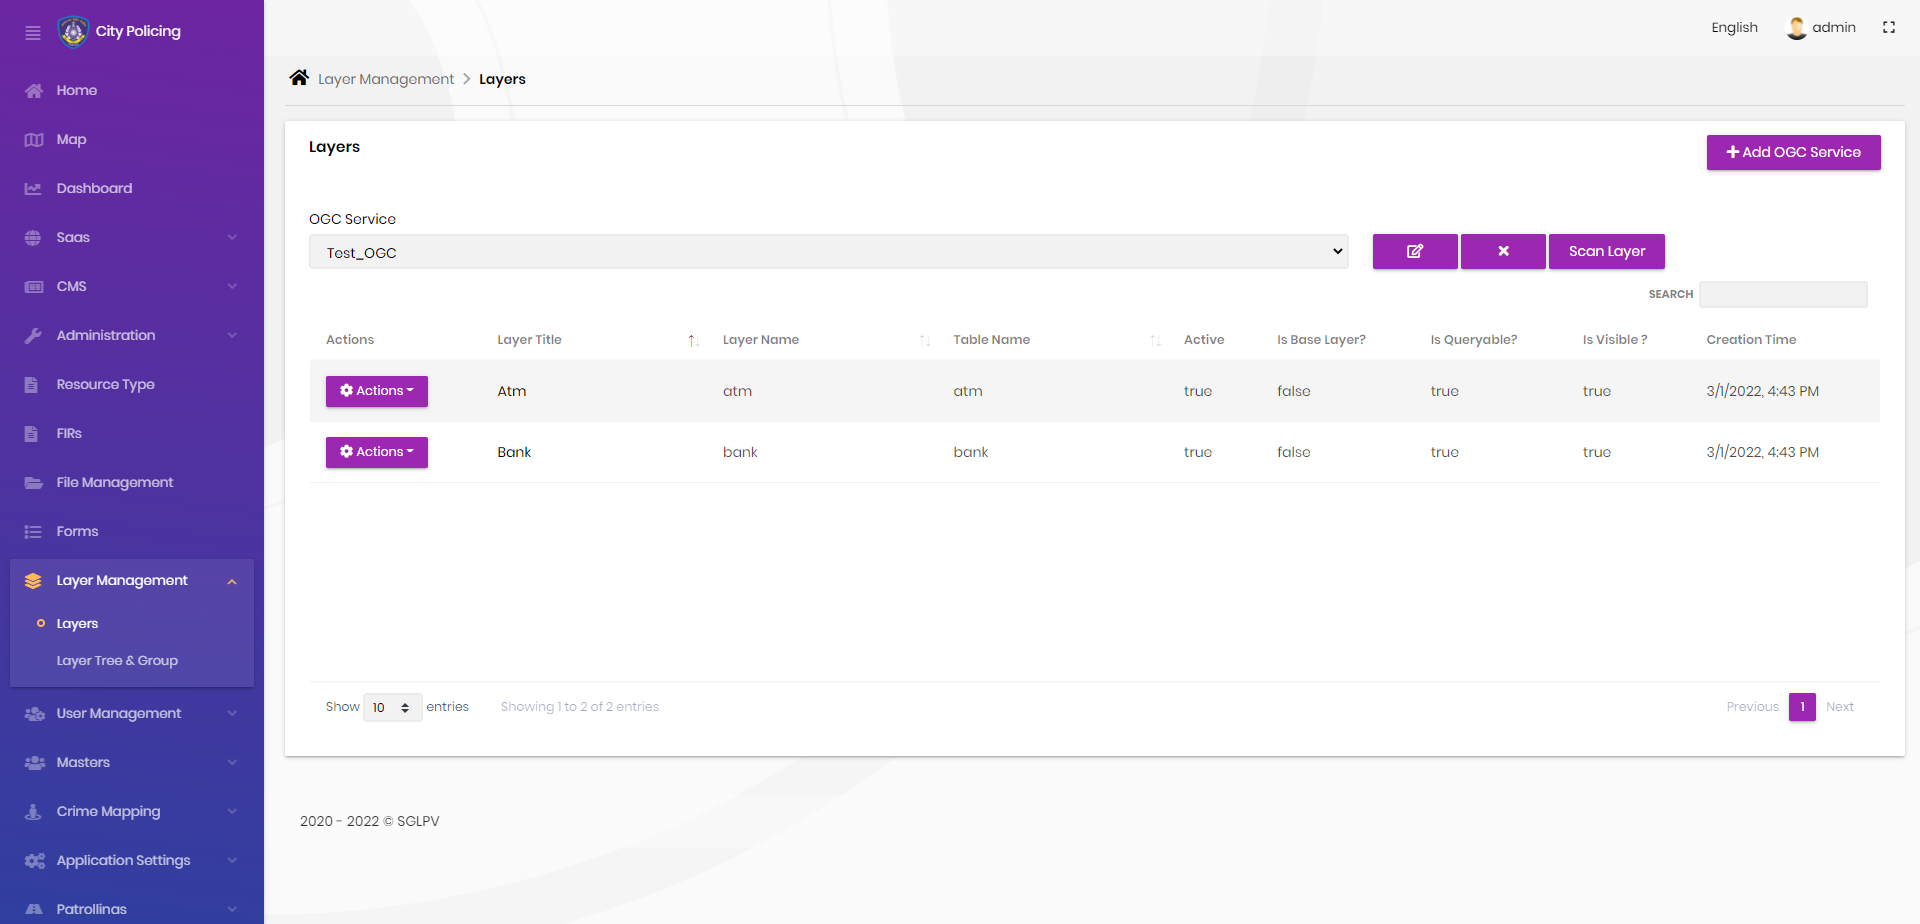 City Policing
Home
Map
Dashboard
Saas
CMS
Administration
Resource Type
FIRs
File Management
Forms
Layer Management
Layers
Layer Tree & Group
User Management
Masters
Crime Mapping
Application Settings
Patrollings
English
admin
Layer Management > Layers
Layers
Add OGC Service
OGC Service
Test_OGC
Scan Layer
SEARCH
Actions Layer Title Layer Name Table Name Active Is Base Layer? Is Queryable? Is Visible ? Creation Time
Actions Atm atm atm true false true true 3/1/2022, 4:43 PM
Actions Bank bank bank true false true true 3/1/2022, 4:43 PM
Show 10 entries Showing 1 to 2 of 2 entries Previous 1 Next
2020 - 2022 © SGLPV